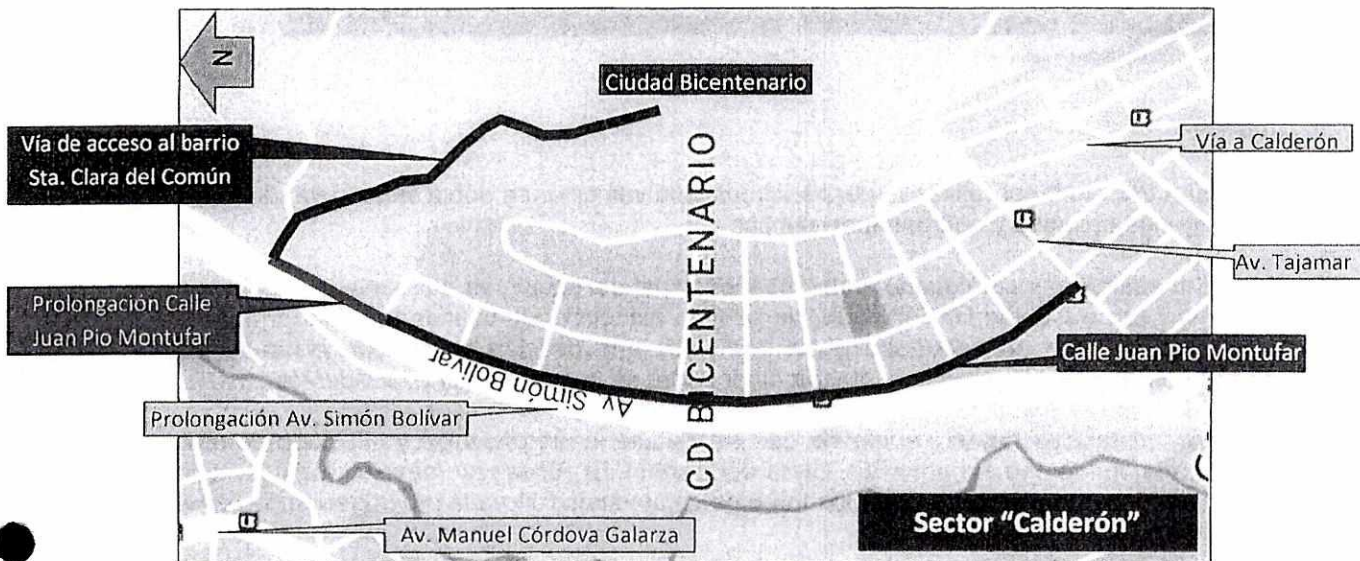 N
Ciudad Bicentenario
Vía de acceso al barrio
Sta. Clara del Común
Vía a Calderón
Av. Tajamar
Prolongación Calle
Juan Pio Montufar
Calle Juan Pio Montufar
Av. Simón Bolívar
CD BICENTENARIO
Prolongación Av. Simón Bolívar
Av. Manuel Córdova Galarza
Sector “Calderón”